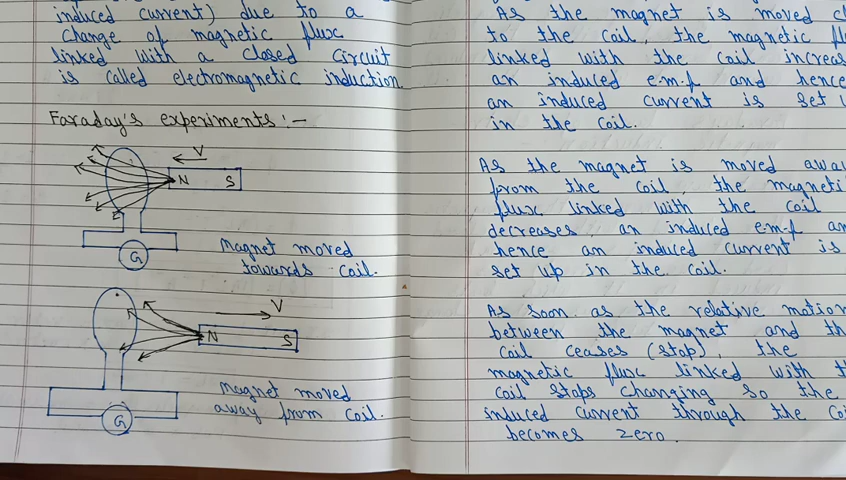 induced current) due to a
change of magnetic flux
linked with a closed circuit
is called electromagnetic induction.
Faraday's experiments :-
V
N S
G
magnet moved
towards coil.
V
N S
G
magnet moved
away from coil.
As the magnet is moved
to the coil, the magnetic
linked with the coil
an induced e.m.f and hence
an induced current is set
in the coil.
As the magnet is moved
from the coil, the
flux linked with the coil
decreases, an induced e.m.f
hence an induced current is
set up in the coil.
As soon as the relative motion
between the magnet and
coil ceases (stop), the
magnetic flux linked with
coil stops changing so the
induced current through the
becomes zero.